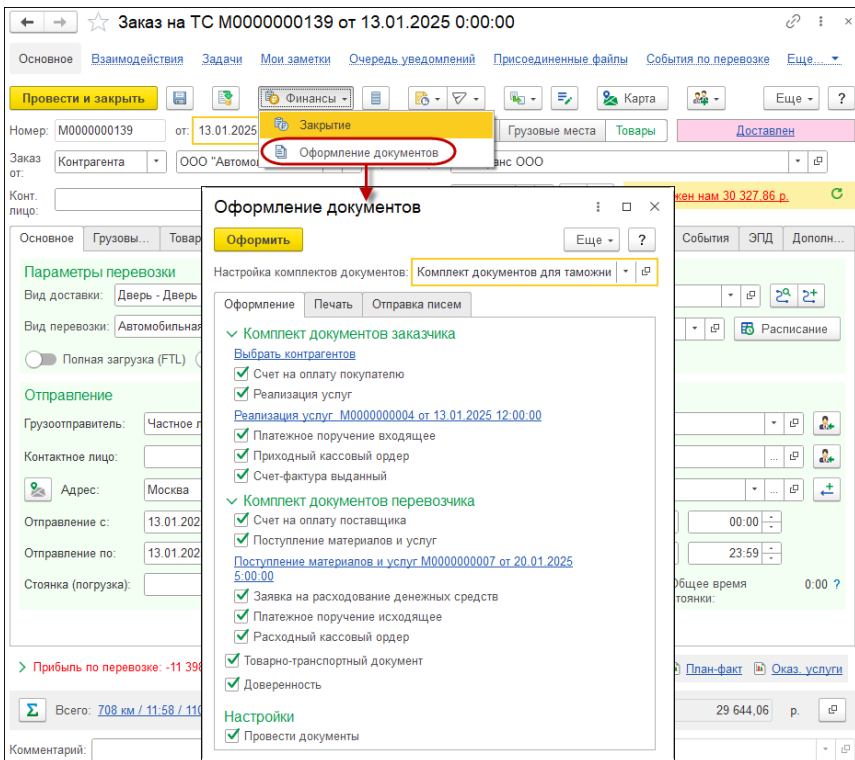 Заказ на ТС М0000000139 от 13.01.2025 0:00:00
Основное Взаимодействия Задачи Мои заметки Очередь уведомлений Присоединенные файлы События по перевозке Еще...
Провести и закрыть Финансы Карта Еще ?
Закрытие
Номер: М0000000139 от: 13.01.2025 Грузовые места Товары Доставлен
Оформление документов
Заказ от: Контрагента ООО "Автомо анс ООО
Конт. лицо: жен нам 30 327,86 р.
Оформление документов
Основное Грузовы... Товар События ЭПД Дополн...
Оформить Еще ?
Параметры перевозки
Настройка комплектов документов: Комплект документов для таможни
Вид доставки: Дверь - Дверь
Оформление Печать Отправка писем
Вид перевозки: Автомобильная Расписание
Комплект документов заказчика
Выбрать контрагентов
Полная загрузка (FTL)
Счет на оплату покупателю
Реализация услуг
Отправление
Реализация услуг М0000000004 от 13.01.2025 12:00:00
Грузоотправитель: Частное л
Платежное поручение входящее
Приходный кассовый ордер
Контактное лицо:
Счет-фактура выданный
Адрес: Москва
Комплект документов перевозчика
Счет на оплату поставщика
Отправление с: 13.01.202 00:00
Поступление материалов и услуг
Отправление по: 13.01.202 23:59
Поступление материалов и услуг М0000000007 от 20.01.2025
5:00:00
Стоянка (погрузка): Общее время стоянки: 0:00 ?
Заявка на расходование денежных средств
Платежное поручение исходящее
Расходный кассовый ордер
Товарно-транспортный документ
Прибыль по перевозке: -11 398 План-факт Оказ. услуги
Доверенность
Σ Всего: 708 км / 11:58 / 110 29 644,06 р.
Настройки
Провести документы
Комментарий: